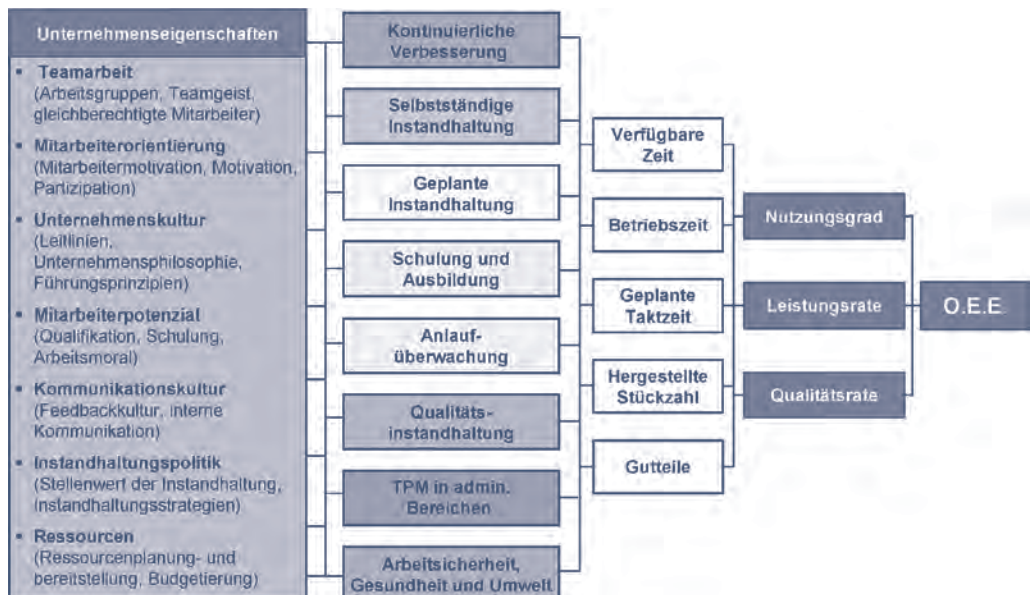 Unternehmenseigenschaften
▪ Teamarbeit
(Arbeitsgruppen, Teamgeist,
gleichberechtigte Mitarbeiter)
▪ Mitarbeiterorientierung
(Mitarbeitermotivation, Motivation,
Partizipation)
▪ Unternehmenskultur
(Leitlinien,
Unternehmensphilosophie,
Führungsprinzipien)
▪ Mitarbeiterpotenzial
(Qualifikation, Schulung,
Arbeitsmoral)
▪ Kommunikationskultur
(Feedbackkultur, interne
Kommunikation)
▪ Instandhaltungspolitik
(Stellenwert der Instandhaltung,
Instandhaltungsstrategien)
▪ Ressourcen
(Ressourcenplanung- und
bereitstellung, Budgetierung)
Kontinuierliche
Verbesserung
Selbstständige
Instandhaltung
Geplante
Instandhaltung
Schulung und
Ausbildung
Anlauf-
überwachung
Qualitäts-
instandhaltung
TPM in admin.
Bereichen
Arbeitsicherheit,
Gesundheit und Umwelt
Verfügbare
Zeit
Betriebszeit
Geplante
Taktzeit
Hergestellte
Stückzahl
Gutteile
Nutzungsgrad
Leistungsrate
Qualitätsrate
O.E.E.